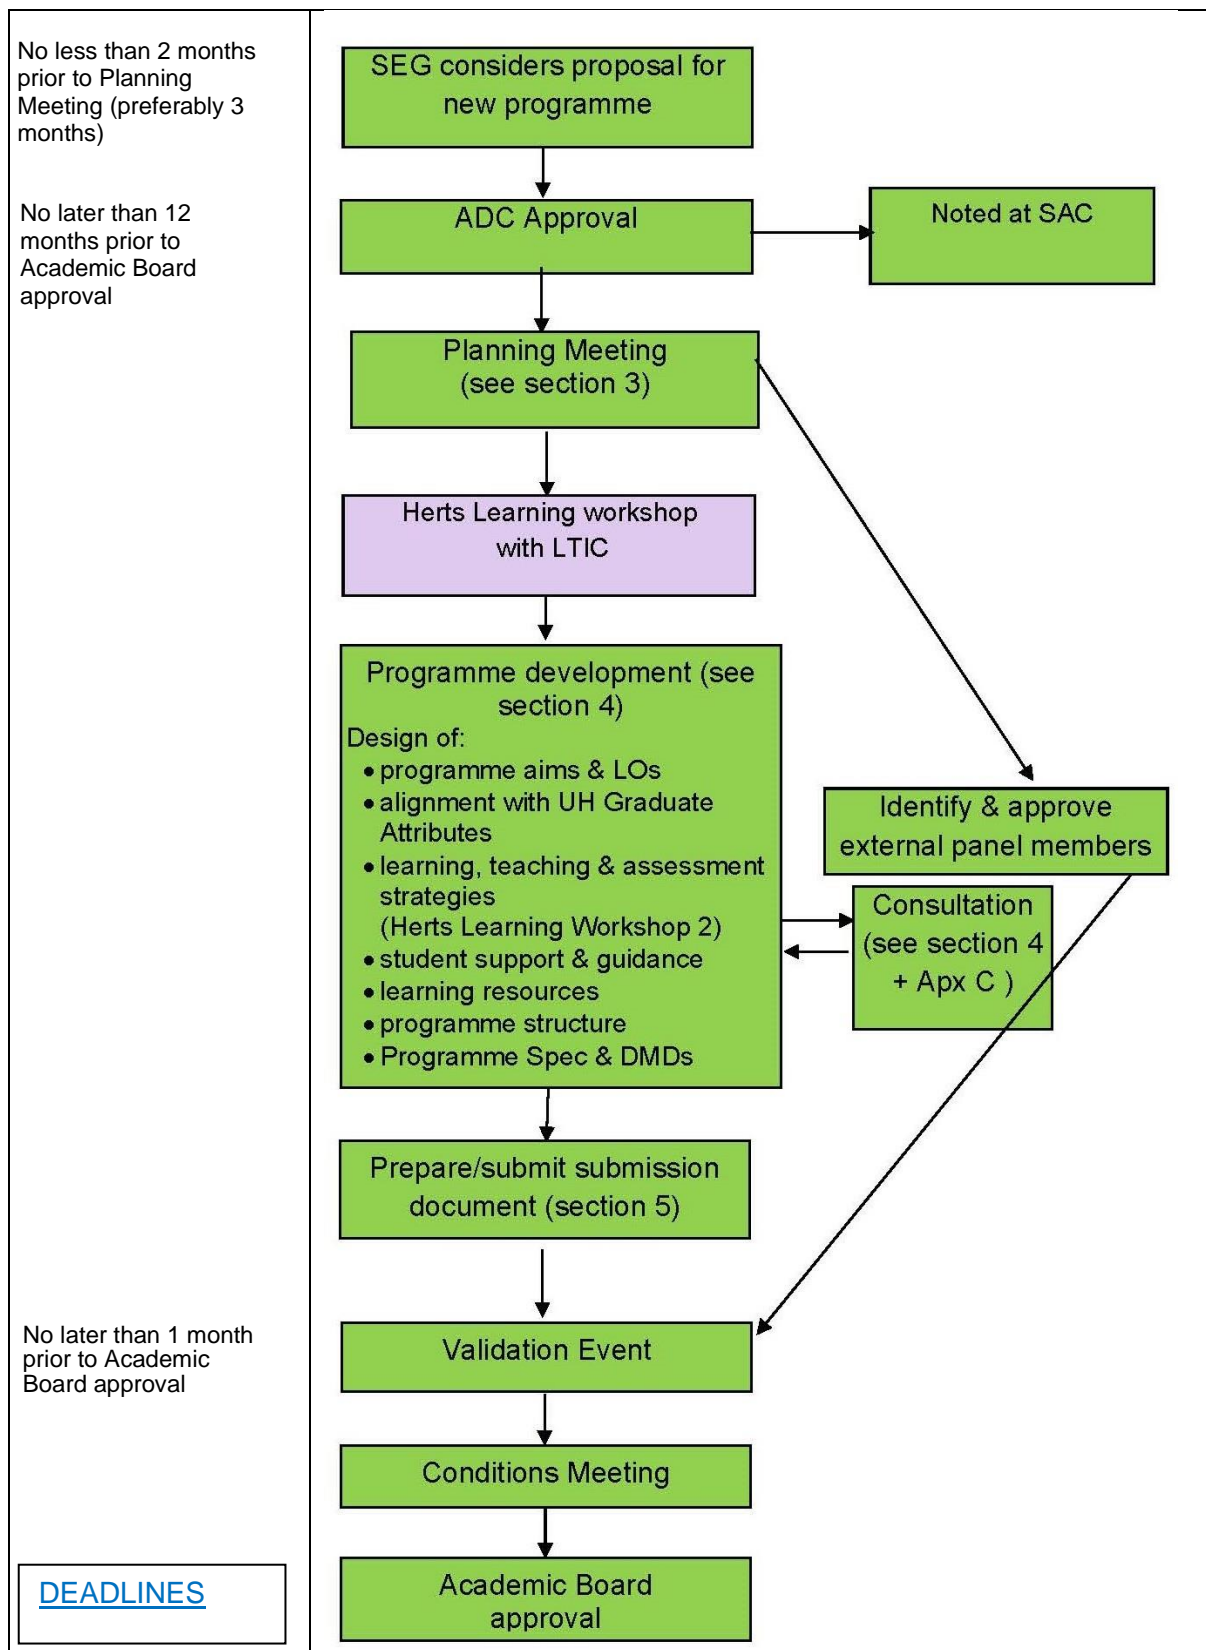 No less than 2 months
prior to Planning
Meeting (preferably 3
months)
SEG considers proposal for
new programme
No later than 12
months prior to
Academic Board
approval
ADC Approval
Noted at SAC
Planning Meeting
(see section 3)
Herts Learning workshop
with LTIC
Programme development (see
section 4)
Design of:
• programme aims & LOs
• alignment with UH Graduate
Attributes
• learning, teaching & assessment
strategies
(Herts Learning Workshop 2)
• student support & guidance
• learning resources
• programme structure
• Programme Spec & DMDs
Identify & approve
external panel members
Consultation
(see section 4
+ Apx C )
Prepare/submit submission
document (section 5)
No later than 1 month
prior to Academic
Board approval
Validation Event
Conditions Meeting
DEADLINES
Academic Board
approval